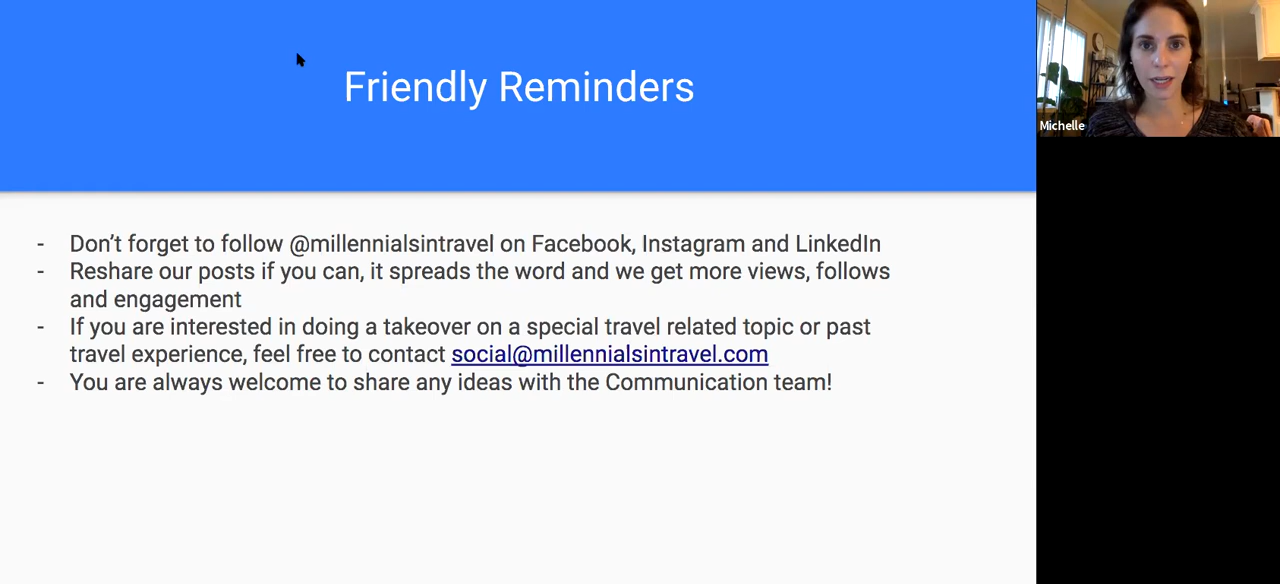 Friendly Reminders
Michelle
- Don’t forget to follow @millennialsintravel on Facebook, Instagram and LinkedIn
- Reshare our posts if you can, it spreads the word and we get more views, follows
and engagement
- If you are interested in doing a takeover on a special travel related topic or past
travel experience, feel free to contact social@millennialsintravel.com
- You are always welcome to share any ideas with the Communication team!